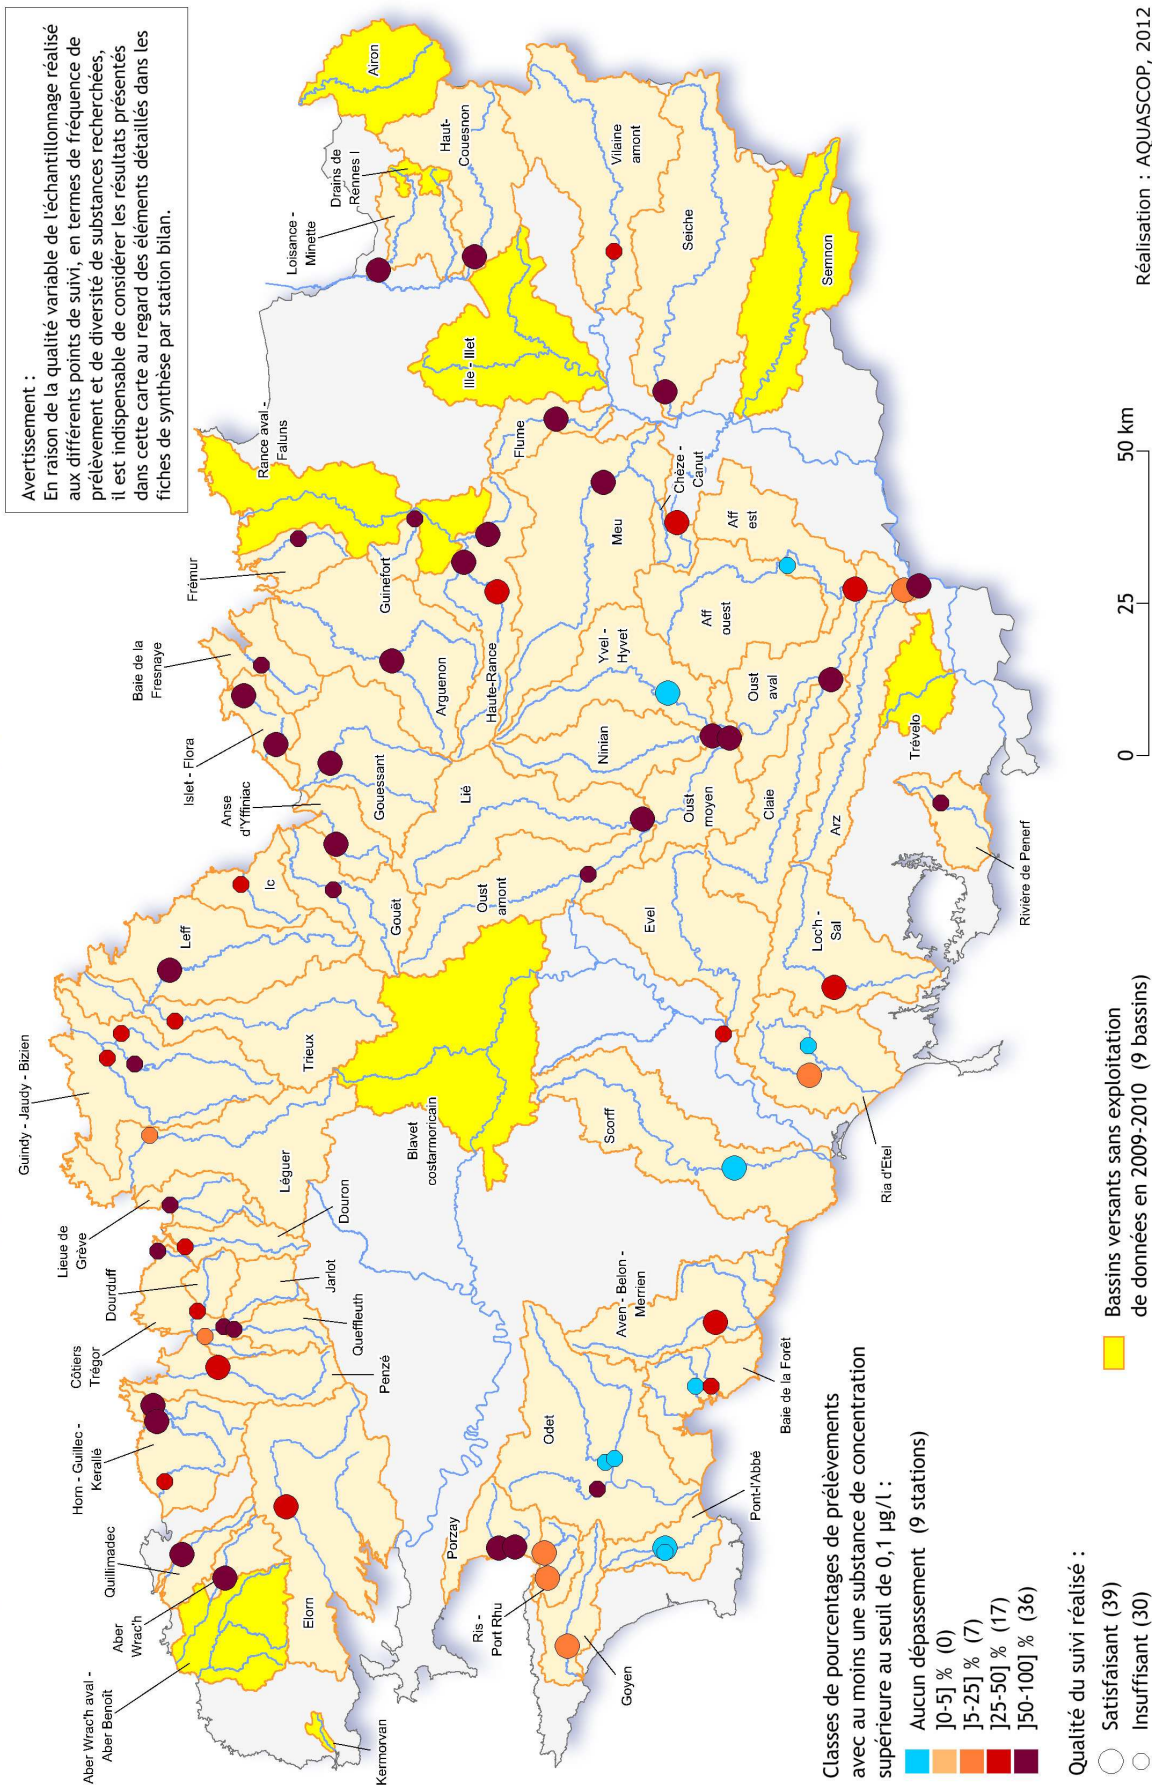 Avertissement :
En raison de la qualité variable de l'échantillonnage réalisé
aux différents points de suivi, en termes de fréquence de
prélèvement et de diversité de substances recherchées,
il est indispensable de considérer les résultats présentés
dans cette carte au regard des éléments détaillés dans les
fiches de synthèse par station bilan.
Aber Wrac'h aval -
Aber Benoît
Kermorvan
Aber
Wrac'h
Quillimadec
Elorn
Horn - Guillec -
Kerallé
Côtiers
Trégor
Dourduff
Penzé
Queffleuth
Jarlot
Douron
Lieue de
Grève
Léguer
Guindy - Jaudy - Bizien
Trieux
Leff
Ic
Gouët
Anse
d'Yffiniac
Gouessant
Islet - Flora
Baie de la
Fresnaye
Arguenon
Frémur
Guinefort
Rance aval -
Faluns
Haute-Rance
Loisance -
Minette
Drains de
Rennes I
Haut-
Couesnon
Airon
Ille - Illet
Flume
Vilaine
amont
Seiche
Semnon
Meu
Chèze -
Canut
Aff
est
Aff
ouest
Yvel -
Hyvet
Ninian
Lié
Oust
amont
Oust
moyen
Oust
aval
Claie
Arz
Trévelo
Rivière de Penerf
Evel
Loc'h -
Sal
Ria d'Etel
Blavet
costarmoricain
Scorff
Aven - Belon -
Merrien
Baie de la Forêt
Odet
Pont-l'Abbé
Porzay
Ris -
Port Rhu
Goyen
Classes de pourcentages de prélèvements
avec au moins une substance de concentration
supérieure au seuil de 0,1 µg/l :
Aucun dépassement (9 stations)
]0-5] % (0)
]5-25] % (7)
]25-50] % (17)
]50-100] % (36)
Qualité du suivi réalisé :
Satisfaisant (39)
Insuffisant (30)
Bassins versants sans exploitation
de données en 2009-2010 (9 bassins)
0 25 50 km
Réalisation : AQUASCOP, 2012